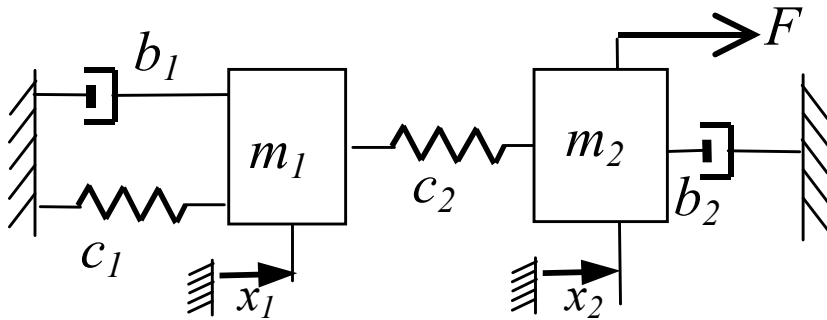 F
b₁
m₁
m₂
c₂
b₂
c₁
x₁
x₂